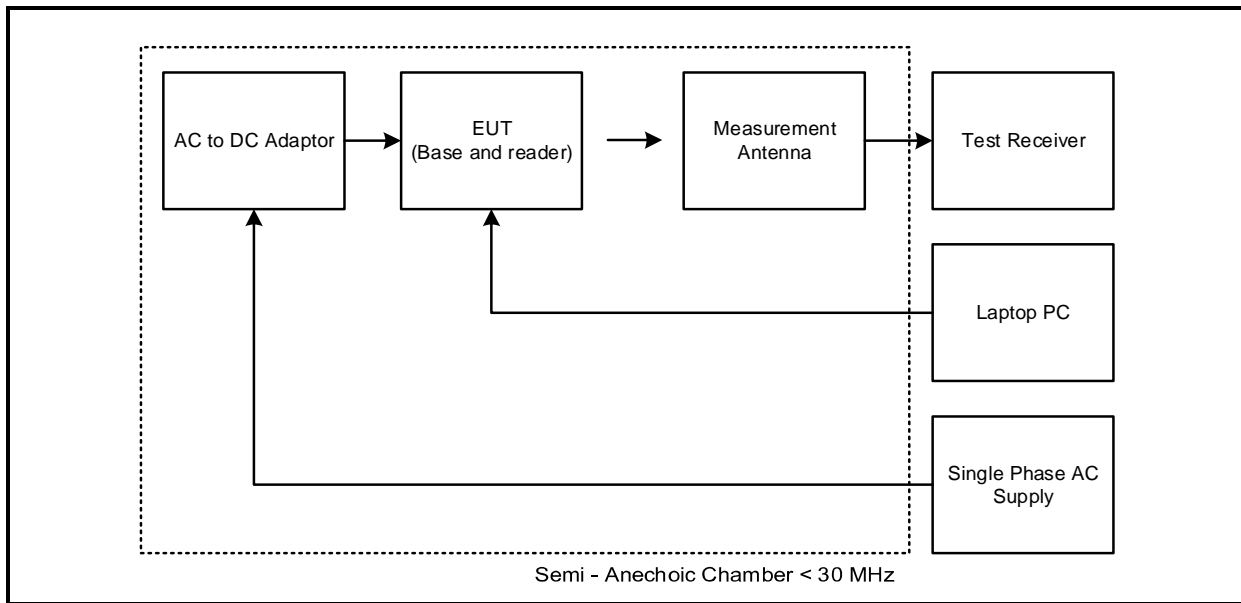 AC to DC Adaptor
EUT
(Base and reader)
Measurement
Antenna
Test Receiver
Laptop PC
Single Phase AC
Supply
Semi - Anechoic Chamber < 30 MHz